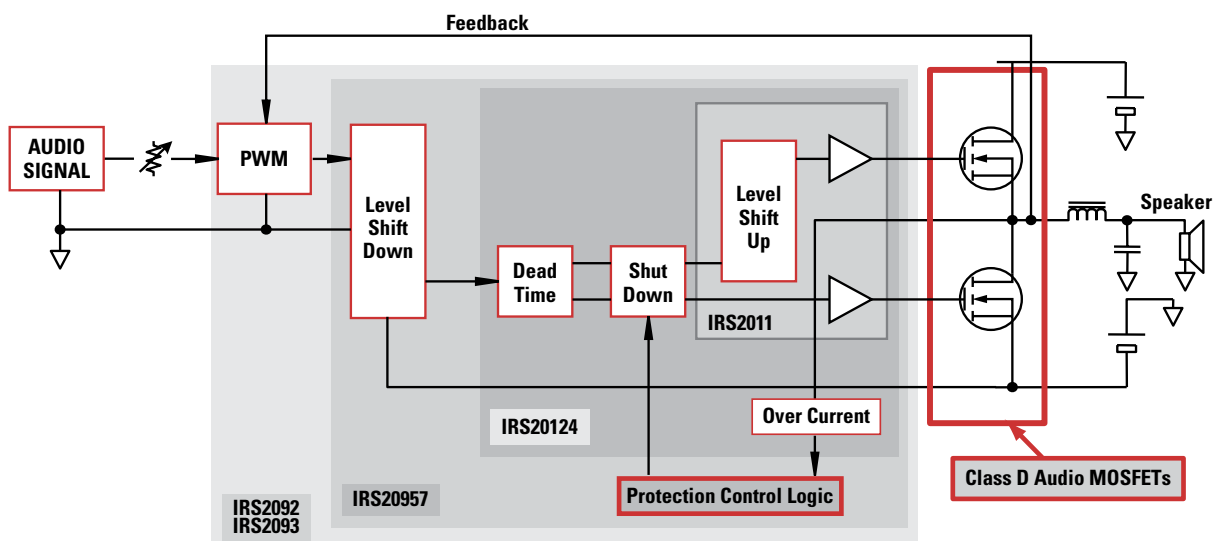 Feedback
AUDIO
SIGNAL
PWM
Level
Shift
Down
Dead
Time
Shut
Down
Level
Shift
Up
IRS2011
Speaker
Over Current
IRS20124
Protection Control Logic
Class D Audio MOSFETs
IRS20957
IRS2092
IRS2093